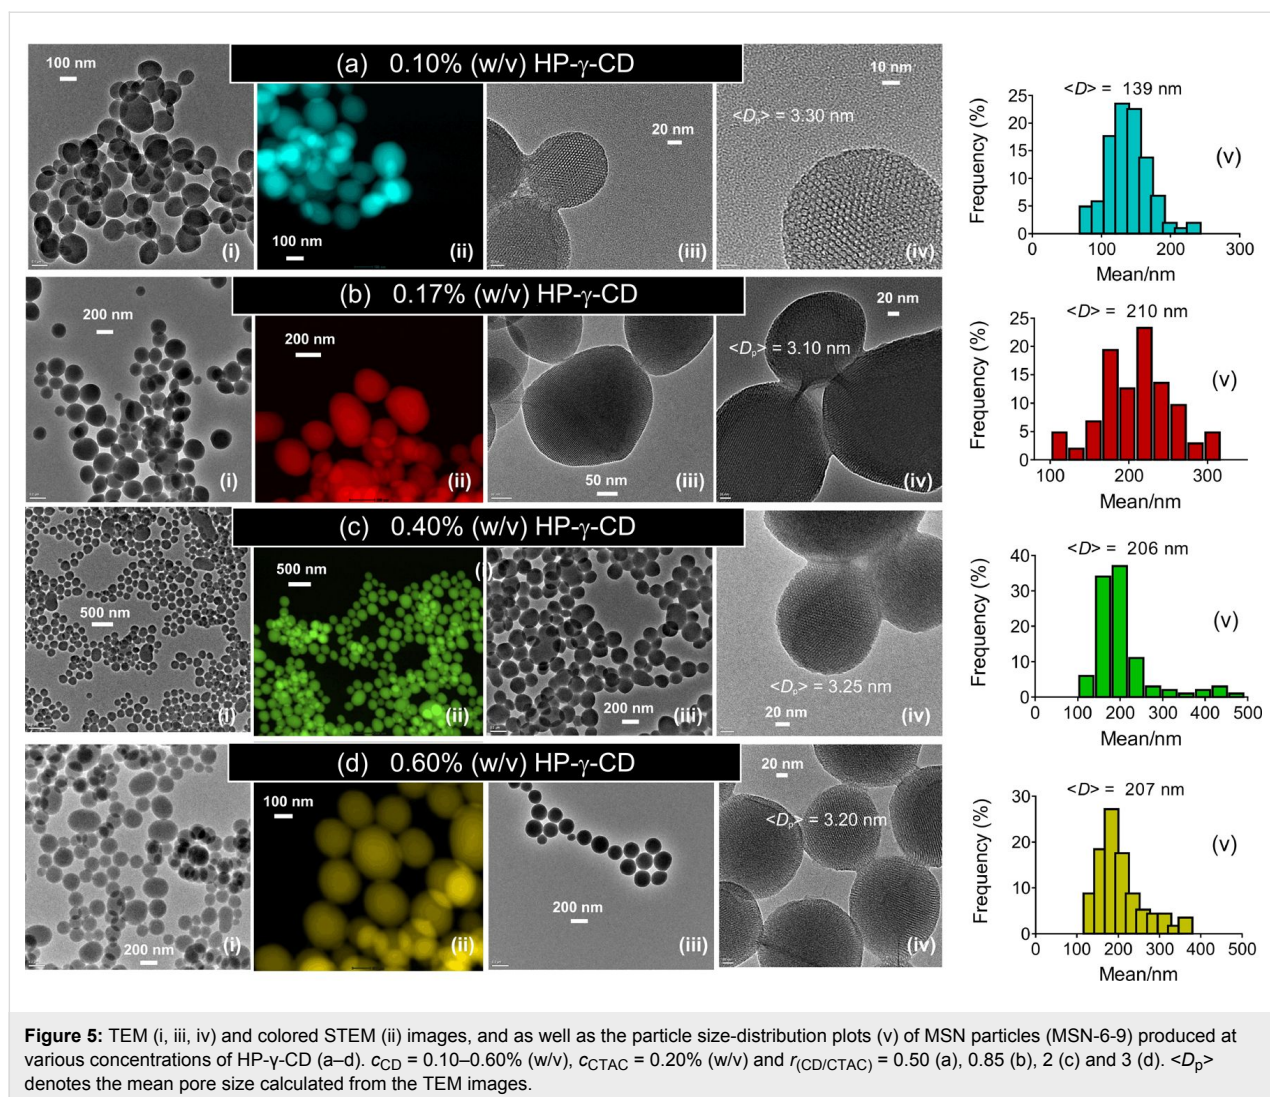 (a) 0.10% (w/v) HP-γ-CD
100 nm
(i)
100 nm
(ii)
20 nm
(iii)
10 nm
<Dp> = 3.30 nm
(iv)
<D> = 139 nm
Frequency (%)
25
20
15
10
5
0
(v)
0 100 200 300
Mean/nm
(b) 0.17% (w/v) HP-γ-CD
200 nm
(i)
200 nm
(ii)
50 nm
(iii)
20 nm
<Dp> = 3.10 nm
(iv)
<D> = 210 nm
Frequency (%)
25
20
15
10
5
0
(v)
100 200 300
Mean/nm
(c) 0.40% (w/v) HP-γ-CD
500 nm
(i)
500 nm
(i
(ii)
200 nm
(iii)
<Dp> = 3.25 nm
20 nm
(iv)
<D> = 206 nm
Frequency (%)
40
30
20
10
0
(v)
0 100 200 300 400 500
Mean/nm
(d) 0.60% (w/v) HP-γ-CD
200 nm
(i)
100 nm
(ii)
200 nm
(iii)
20 nm
<Dp> = 3.20 nm
(iv)
<D> = 207 nm
Frequency (%)
30
20
10
0
(v)
0 100 200 300 400 500
Mean/nm
Figure 5: TEM (i, iii, iv) and colored STEM (ii) images, and as well as the particle size-distribution plots (v) of MSN particles (MSN-6-9) produced at
various concentrations of HP-γ-CD (a–d). cCD = 0.10–0.60% (w/v), cCTAC = 0.20% (w/v) and r(CD/CTAC) = 0.50 (a), 0.85 (b), 2 (c) and 3 (d). <Dp>
denotes the mean pore size calculated from the TEM images.